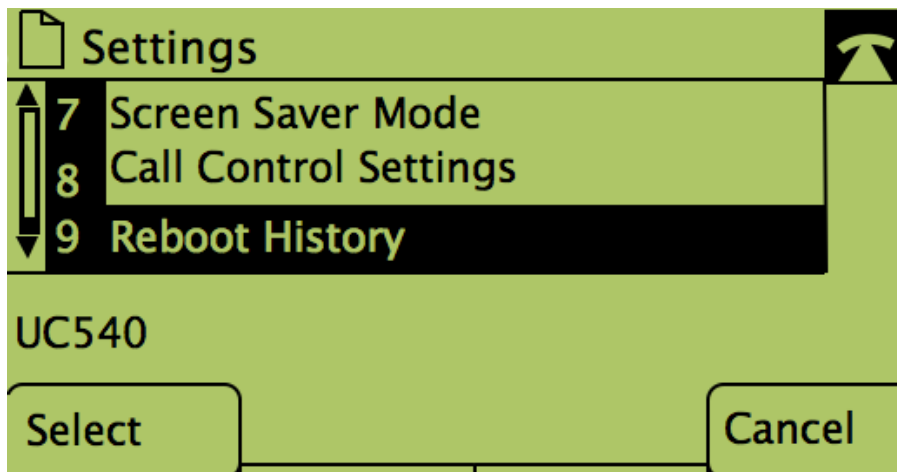 Settings
7 Screen Saver Mode
8 Call Control Settings
9 Reboot History
UC540
Select Cancel